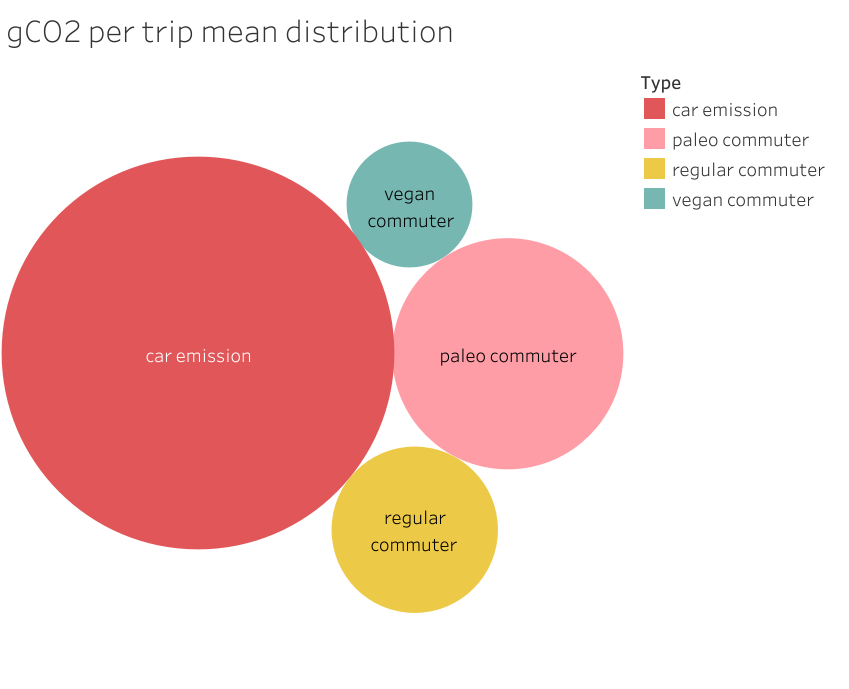 gCO2 per trip mean distribution
Type
car emission
paleo commuter
regular commuter
vegan commuter
vegan
commuter
car emission
paleo commuter
regular
commuter